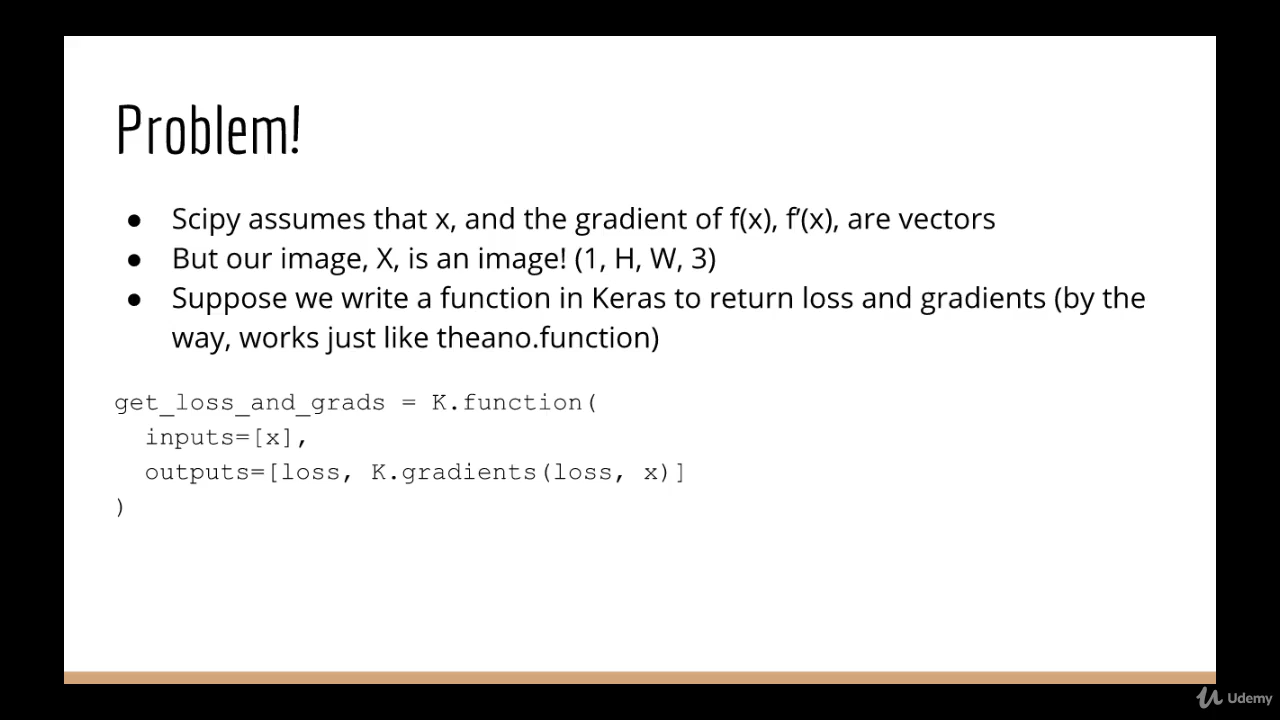 Problem!
● Scipy assumes that x, and the gradient of f(x), f'(x), are vectors
● But our image, X, is an image! (1, H, W, 3)
● Suppose we write a function in Keras to return loss and gradients (by the
way, works just like theano.function)
get_loss_and_grads = K.function(
  inputs=[x],
  outputs=[loss, K.gradients(loss, x)]
)
Udemy